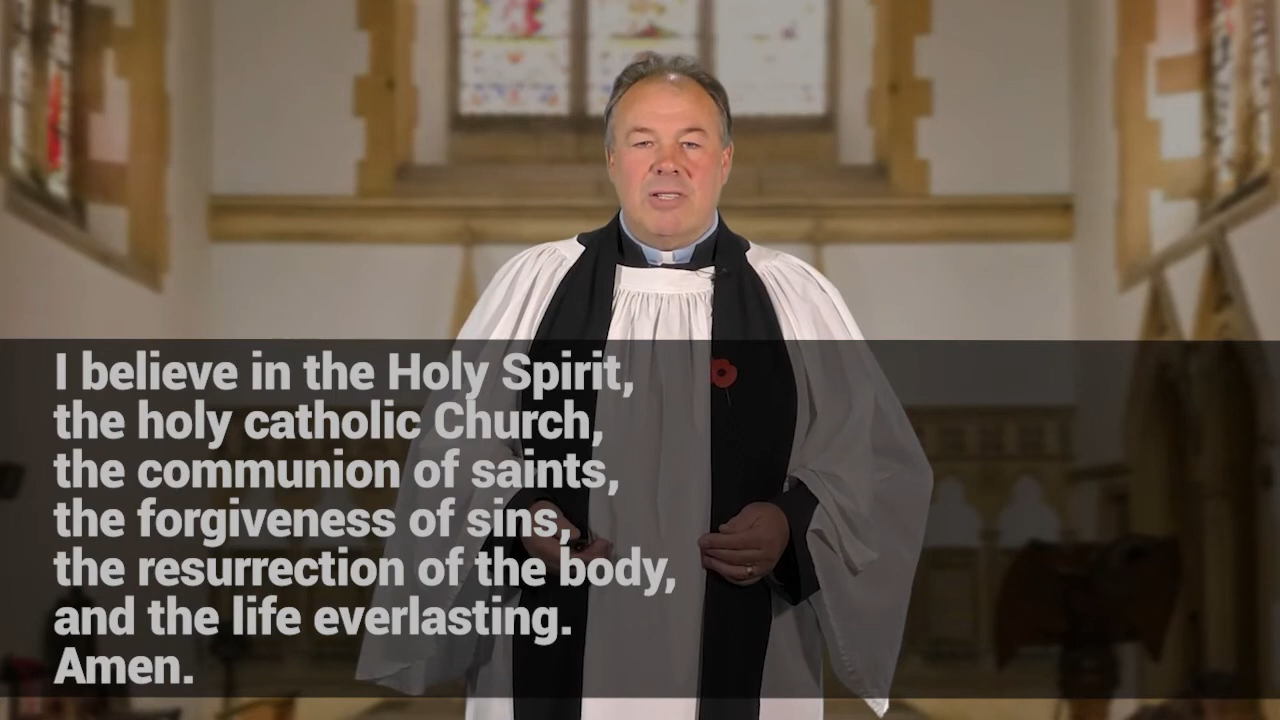 I believe in the Holy Spirit,
the holy catholic Church,
the communion of saints,
the forgiveness of sins,
the resurrection of the body,
and the life everlasting.
Amen.